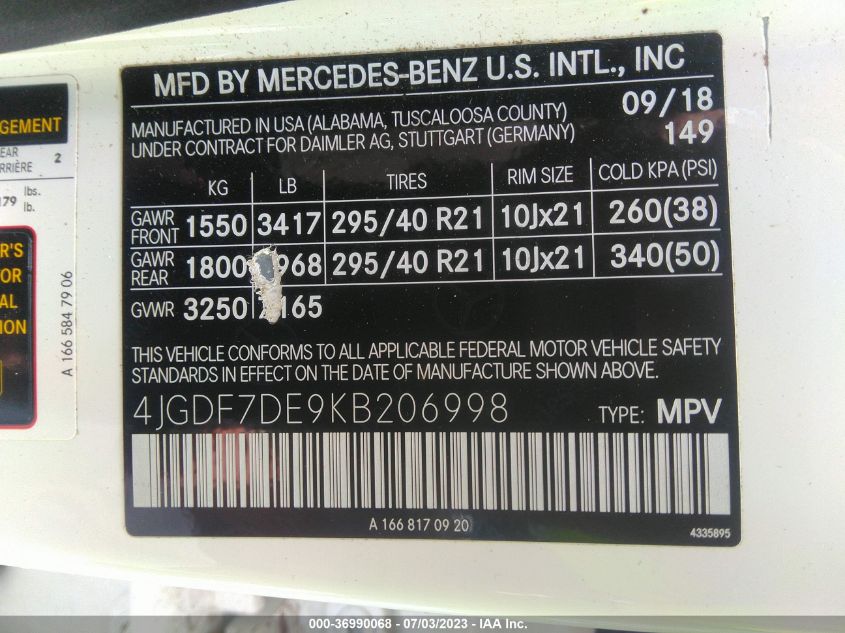 GEMENT
EAR 2
RRIÈRE
179 lbs.
lb.
R'S
TOR
AL
ION
A 166 584 79 06
MFD BY MERCEDES-BENZ U.S. INTL., INC
09/18
MANUFACTURED IN USA (ALABAMA, TUSCALOOSA COUNTY)
UNDER CONTRACT FOR DAIMLER AG, STUTTGART (GERMANY)
149
KG LB TIRES RIM SIZE COLD KPA (PSI)
GAWR FRONT 1550 3417 295/40 R21 10Jx21 260(38)
GAWR REAR 1800 968 295/40 R21 10Jx21 340(50)
GVWR 3250 165
THIS VEHICLE CONFORMS TO ALL APPLICABLE FEDERAL MOTOR VEHICLE SAFETY
STANDARDS IN EFFECT ON THE DATE OF MANUFACTURE SHOWN ABOVE.
4JGDF7DE9KB206998 TYPE: MPV
A 166 817 09 20
4335895
000-36990068 - 07/03/2023 - IAA Inc.